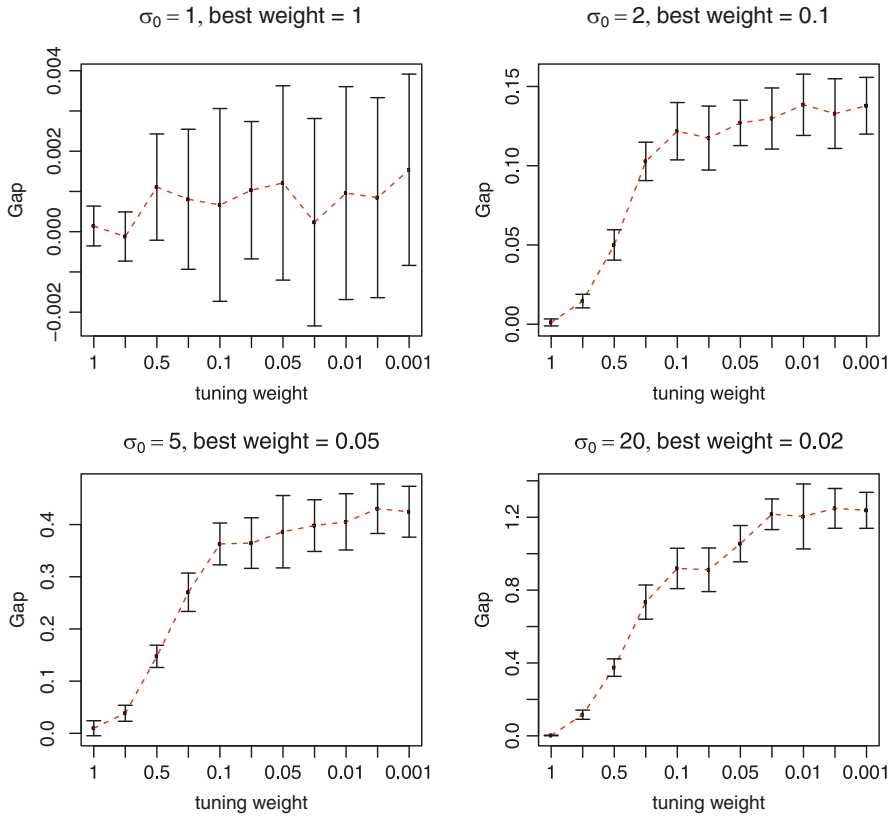 σ₀ = 1, best weight = 1
Gap
0.004
0.002
0.000
−0.002
1 0.5 0.1 0.05 0.01 0.001
tuning weight
σ₀ = 2, best weight = 0.1
Gap
0.15
0.10
0.05
0.00
1 0.5 0.1 0.05 0.01 0.001
tuning weight
σ₀ = 5, best weight = 0.05
Gap
0.4
0.3
0.2
0.1
0.0
1 0.5 0.1 0.05 0.01 0.001
tuning weight
σ₀ = 20, best weight = 0.02
Gap
1.2
0.8
0.4
0.0
1 0.5 0.1 0.05 0.01 0.001
tuning weight